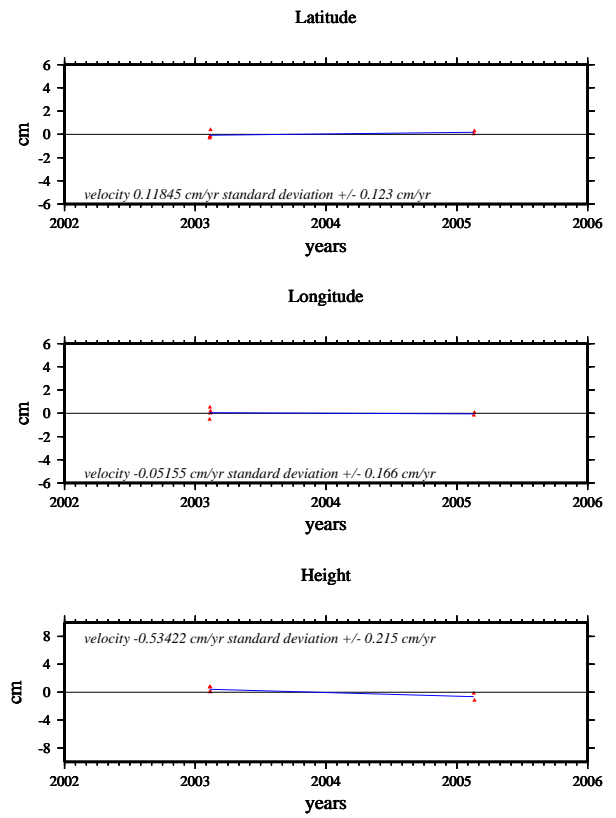 Latitude
6
4
2
0
-2
-4
-6
cm
velocity 0.11845 cm/yr standard deviation +/- 0.123 cm/yr
2002 2003 2004 2005 2006
years
Longitude
6
4
2
0
-2
-4
-6
cm
velocity -0.05155 cm/yr standard deviation +/- 0.166 cm/yr
2002 2003 2004 2005 2006
years
Height
8
4
0
-4
-8
cm
velocity -0.53422 cm/yr standard deviation +/- 0.215 cm/yr
2002 2003 2004 2005 2006
years